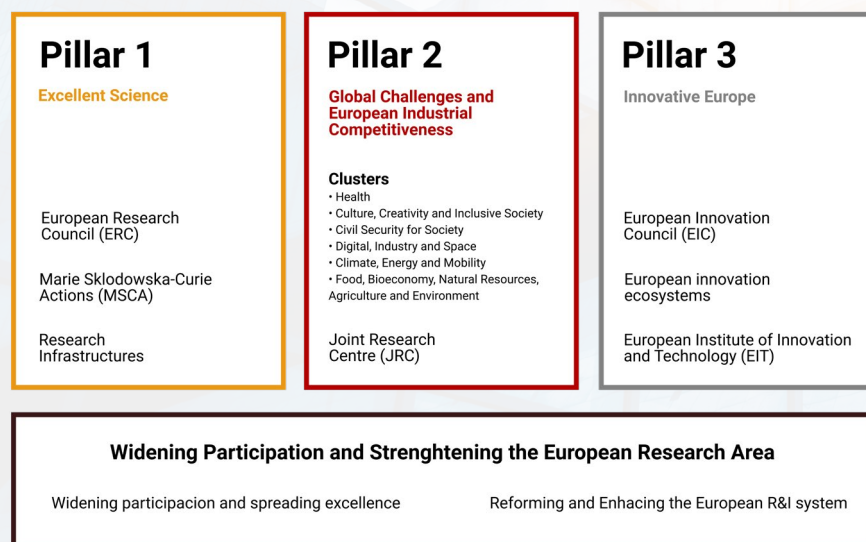 Pillar 1
Excellent Science
European Research
Council (ERC)
Marie Sklodowska-Curie
Actions (MSCA)
Research
Infrastructures
Pillar 2
Global Challenges and
European Industrial
Competitiveness
Clusters
• Health
• Culture, Creativity and Inclusive Society
• Civil Security for Society
• Digital, Industry and Space
• Climate, Energy and Mobility
• Food, Bioeconomy, Natural Resources,
Agriculture and Environment
Joint Research
Centre (JRC)
Pillar 3
Innovative Europe
European Innovation
Council (EIC)
European innovation
ecosystems
European Institute of Innovation
and Technology (EIT)
Widening Participation and Strenghtening the European Research Area
Widening participacion and spreading excellence
Reforming and Enhacing the European R&I system